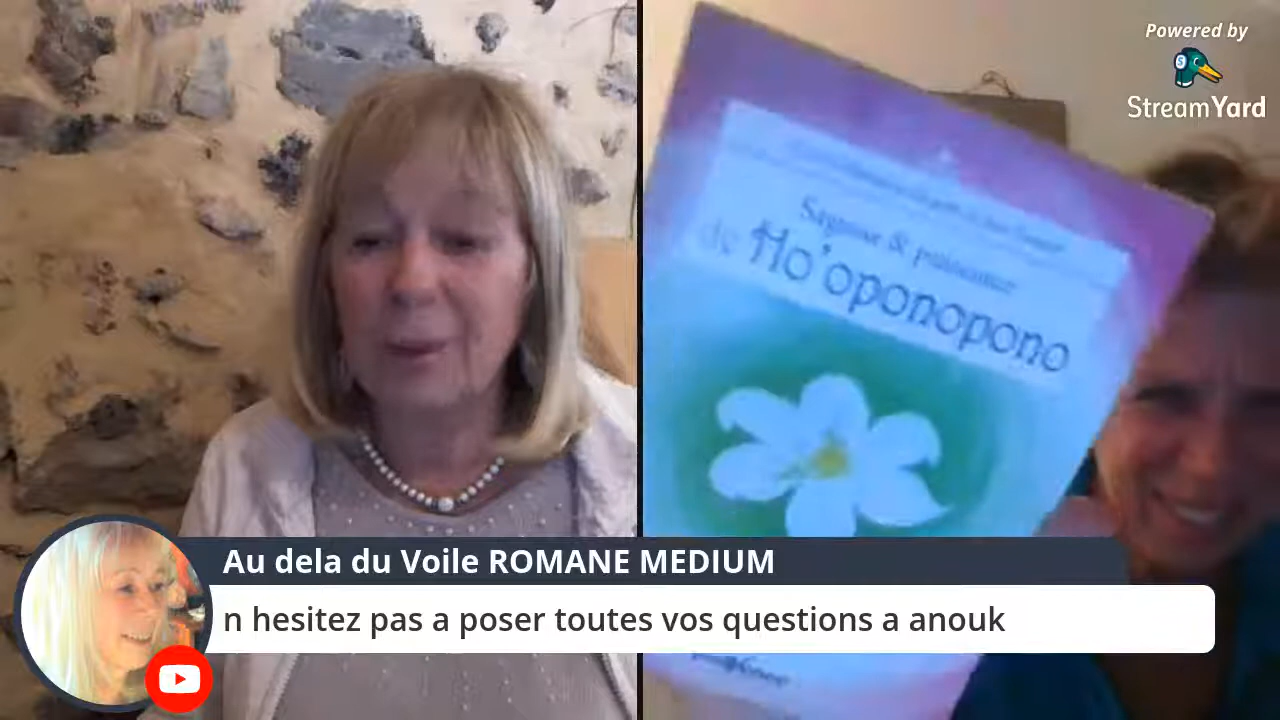 Powered by
StreamYard
Sagesse & puissance
de Ho'oponopono
Au dela du Voile ROMANE MEDIUM
n hesitez pas a poser toutes vos questions a anouk